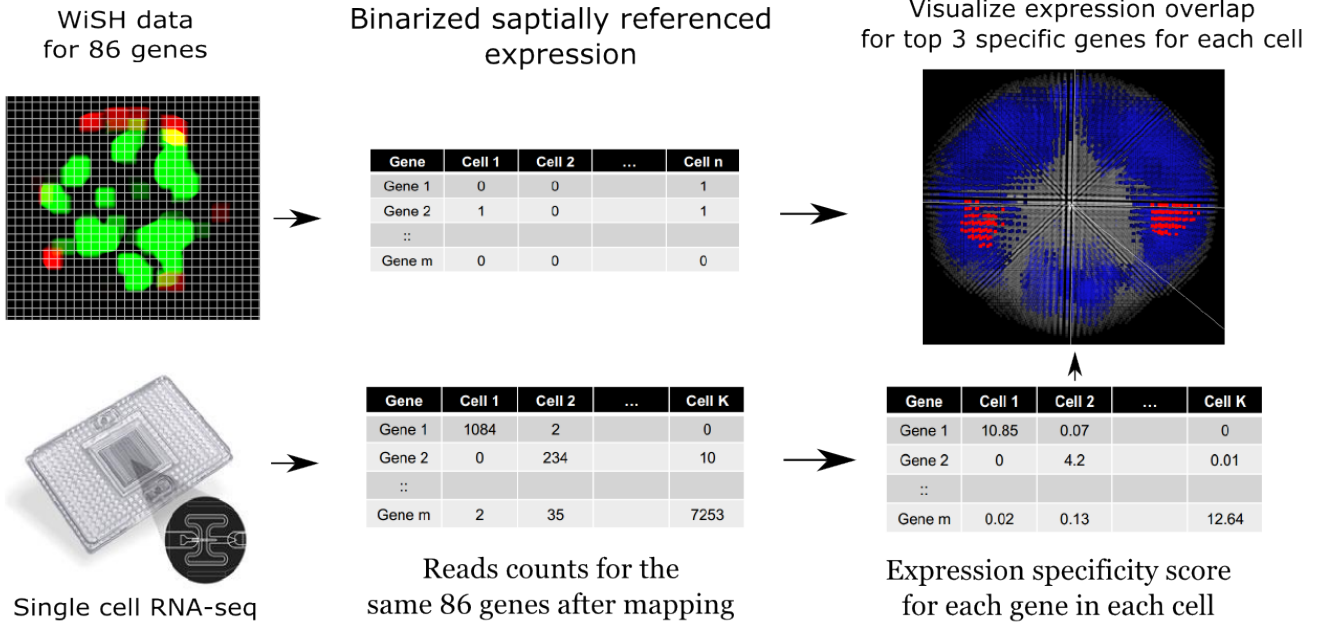 WiSH data
for 86 genes
Binarized saptially referenced
expression
Visualize expression overlap
for top 3 specific genes for each cell
Gene Cell 1 Cell 2 ... Cell n
Gene 1 0 0 1
Gene 2 1 0 1
::
Gene m 0 0 0
Gene Cell 1 Cell 2 ... Cell K
Gene 1 1084 2 0
Gene 2 0 234 10
::
Gene m 2 35 7253
Gene Cell 1 Cell 2 ... Cell K
Gene 1 10.85 0.07 0
Gene 2 0 4.2 0.01
::
Gene m 0.02 0.13 12.64
Single cell RNA-seq
Reads counts for the
same 86 genes after mapping
Expression specificity score
for each gene in each cell